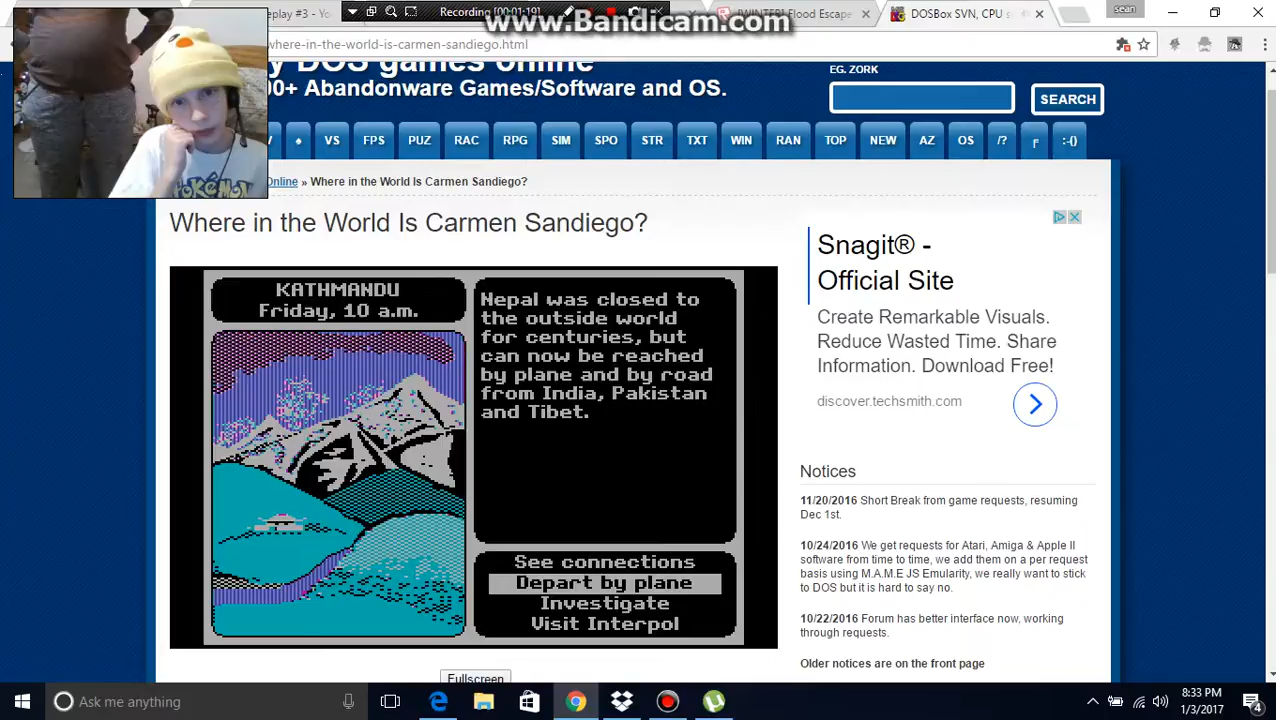 eplay #3 -
Recording [00:01:19]
www.Bandicam.com
[WINTER] Flood Escape
DOSBox SVN, CPU s
sean
where-in-the-world-is-carmen-sandiego.html
y DOS games online
00+ Abandonware Games/Software and OS.
EG. ZORK
SEARCH
V ♠ VS FPS PUZ RAC RPG SIM SPO STR TXT WIN RAN TOP NEW AZ OS /? ╒ :-()
Online » Where in the World Is Carmen Sandiego?
Where in the World Is Carmen Sandiego?
KATHMANDU
Friday, 10 a.m.
Nepal was closed to
the outside world
for centuries, but
can now be reached
by plane and by road
from India, Pakistan
and Tibet.
See connections
Depart by plane
Investigate
Visit Interpol
Fullscreen
POKéMON
Snagit® -
Official Site
Create Remarkable Visuals.
Reduce Wasted Time. Share
Information. Download Free!
discover.techsmith.com
Notices
11/20/2016 Short Break from game requests, resuming
Dec 1st.
10/24/2016 We get requests for Atari, Amiga & Apple II
software from time to time, we add them on a per request
basis using M.A.M.E JS Emularity, we really want to stick
to DOS but it is hard to say no.
10/22/2016 Forum has better interface now, working
through requests.
Older notices are on the front page
Ask me anything
8:33 PM
1/3/2017
4